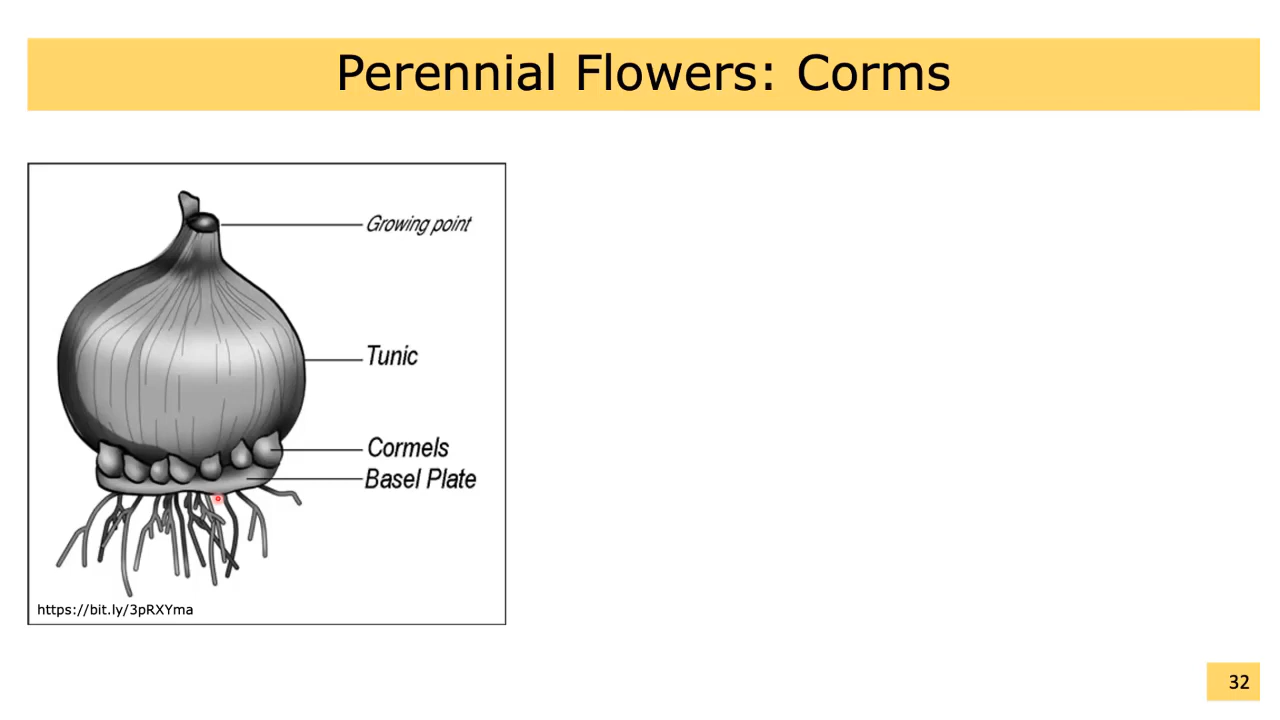 Perennial Flowers: Corms
Growing point
Tunic
Cormels
Basel Plate
https://bit.ly/3pRXYma
32